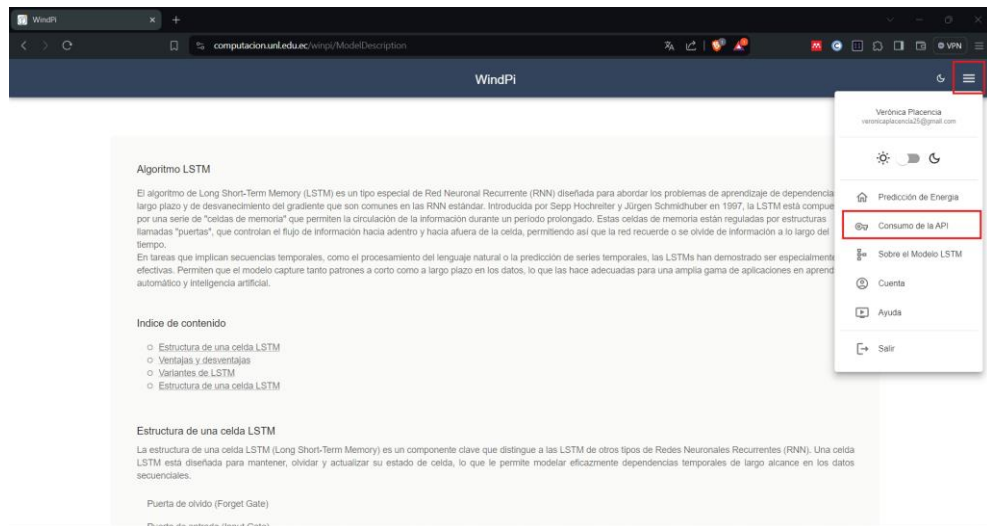 WindPi
computacion.unl.edu.ec/winpi/ModelDescription
VPN
WindPi
Verónica Placencia
veronicaplacencia25@gmail.com
Predicción de Energía
Consumo de la API
Sobre el Modelo LSTM
Cuenta
Ayuda
Salir
Algoritmo LSTM
El algoritmo de Long Short-Term Memory (LSTM) es un tipo especial de Red Neuronal Recurrente (RNN) diseñada para abordar los problemas de aprendizaje de dependencia
largo plazo y de desvanecimiento del gradiente que son comunes en las RNN estándar. Introducida por Sepp Hochreiter y Jürgen Schmidhuber en 1997, la LSTM está compue
por una serie de "celdas de memoria" que permiten la circulación de la información durante un período prolongado. Estas celdas de memoria están reguladas por estructuras
llamadas "puertas", que controlan el flujo de información hacia adentro y hacia afuera de la celda, permitiendo así que la red recuerde o se olvide de información a lo largo del
tiempo.
En tareas que implican secuencias temporales, como el procesamiento del lenguaje natural o la predicción de series temporales, las LSTMs han demostrado ser especialmente
efectivas. Permiten que el modelo capture tanto patrones a corto como a largo plazo en los datos, lo que las hace adecuadas para una amplia gama de aplicaciones en aprend
automático y inteligencia artificial.
Indice de contenido
Estructura de una celda LSTM
Ventajas y desventajas
Variantes de LSTM
Estructura de una celda LSTM
Estructura de una celda LSTM
La estructura de una celda LSTM (Long Short-Term Memory) es un componente clave que distingue a las LSTM de otros tipos de Redes Neuronales Recurrentes (RNN). Una celda
LSTM está diseñada para mantener, olvidar y actualizar su estado de celda, lo que le permite modelar eficazmente dependencias temporales de largo alcance en los datos
secuenciales.
Puerta de olvido (Forget Gate)
Puerta de entrada (Input Gate)